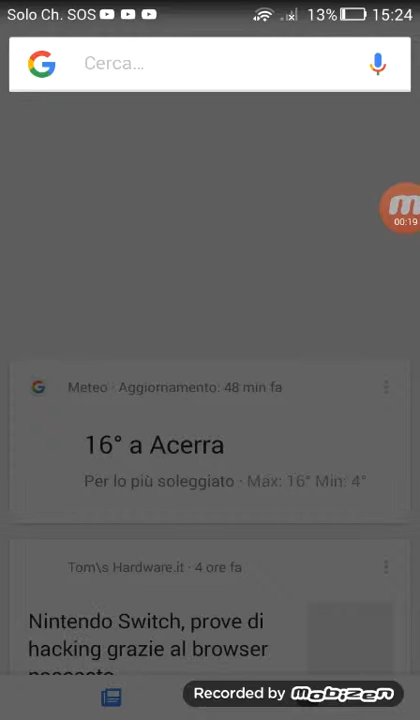 Solo Ch. SOS 13% 15:24
Cerca...
00:19
Meteo · Aggiornamento: 48 min fa
16° a Acerra
Per lo più soleggiato · Max: 16° Min: 4°
Tom\s Hardware.it · 4 ore fa
Nintendo Switch, prove di
hacking grazie al browser
nascosto
Recorded by mobizen